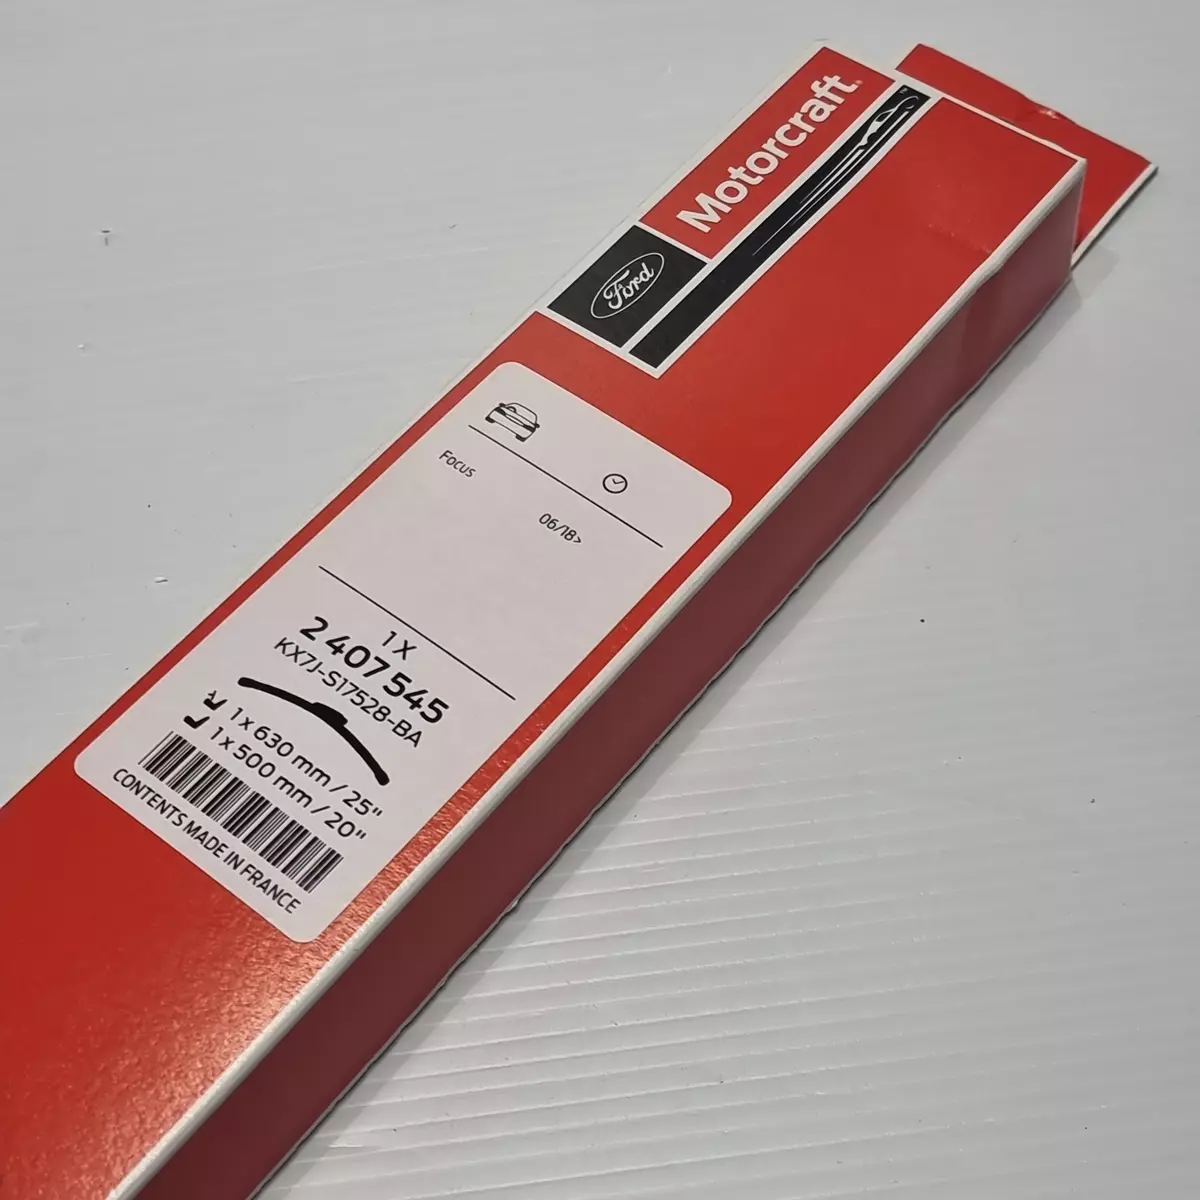 Motorcraft®
Ford
Focus
06/18>
1 X
2 407 545
KX7J-S17528-BA
1 x 630 mm / 25"
1 x 500 mm / 20"
CONTENTS MADE IN FRANCE